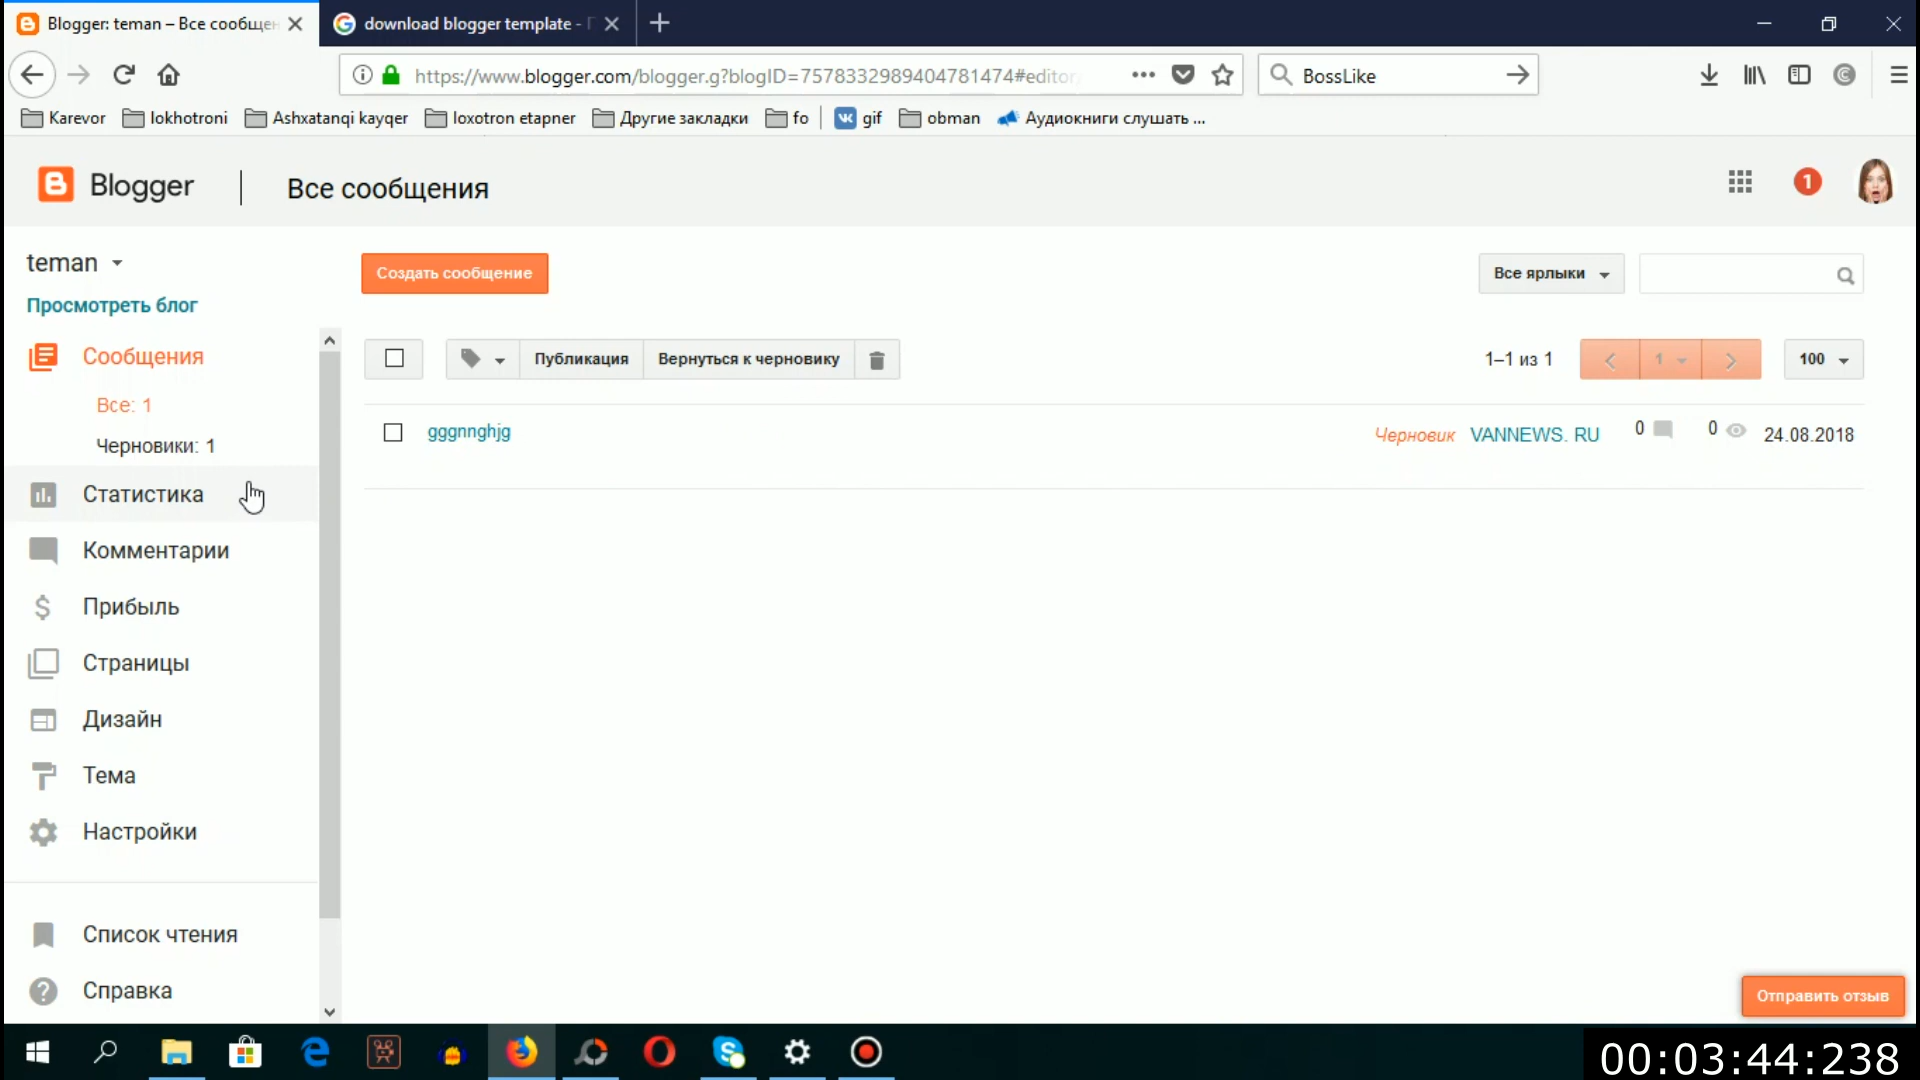 Blogger: teman – Все сообщен
download blogger template -
https://www.blogger.com/blogger.g?blogID=7578332989404781474#editor
BossLike
Karevor
lokhotroni
Ashxatanqi kayqer
loxotron etapner
Другие закладки
fo
gif
obman
Аудиокниги слушать ...
Blogger
Все сообщения
1
teman
Просмотреть блог
Создать сообщение
Все ярлыки
Сообщения
Все: 1
Черновики: 1
Статистика
Комментарии
Прибыль
Страницы
Дизайн
Тема
Настройки
Список чтения
Справка
Публикация
Вернуться к черновику
1–1 из 1
1
100
gggnnghjg
Черновик
VANNEWS. RU
0
0
24.08.2018
Отправить отзыв
00:03:44:238